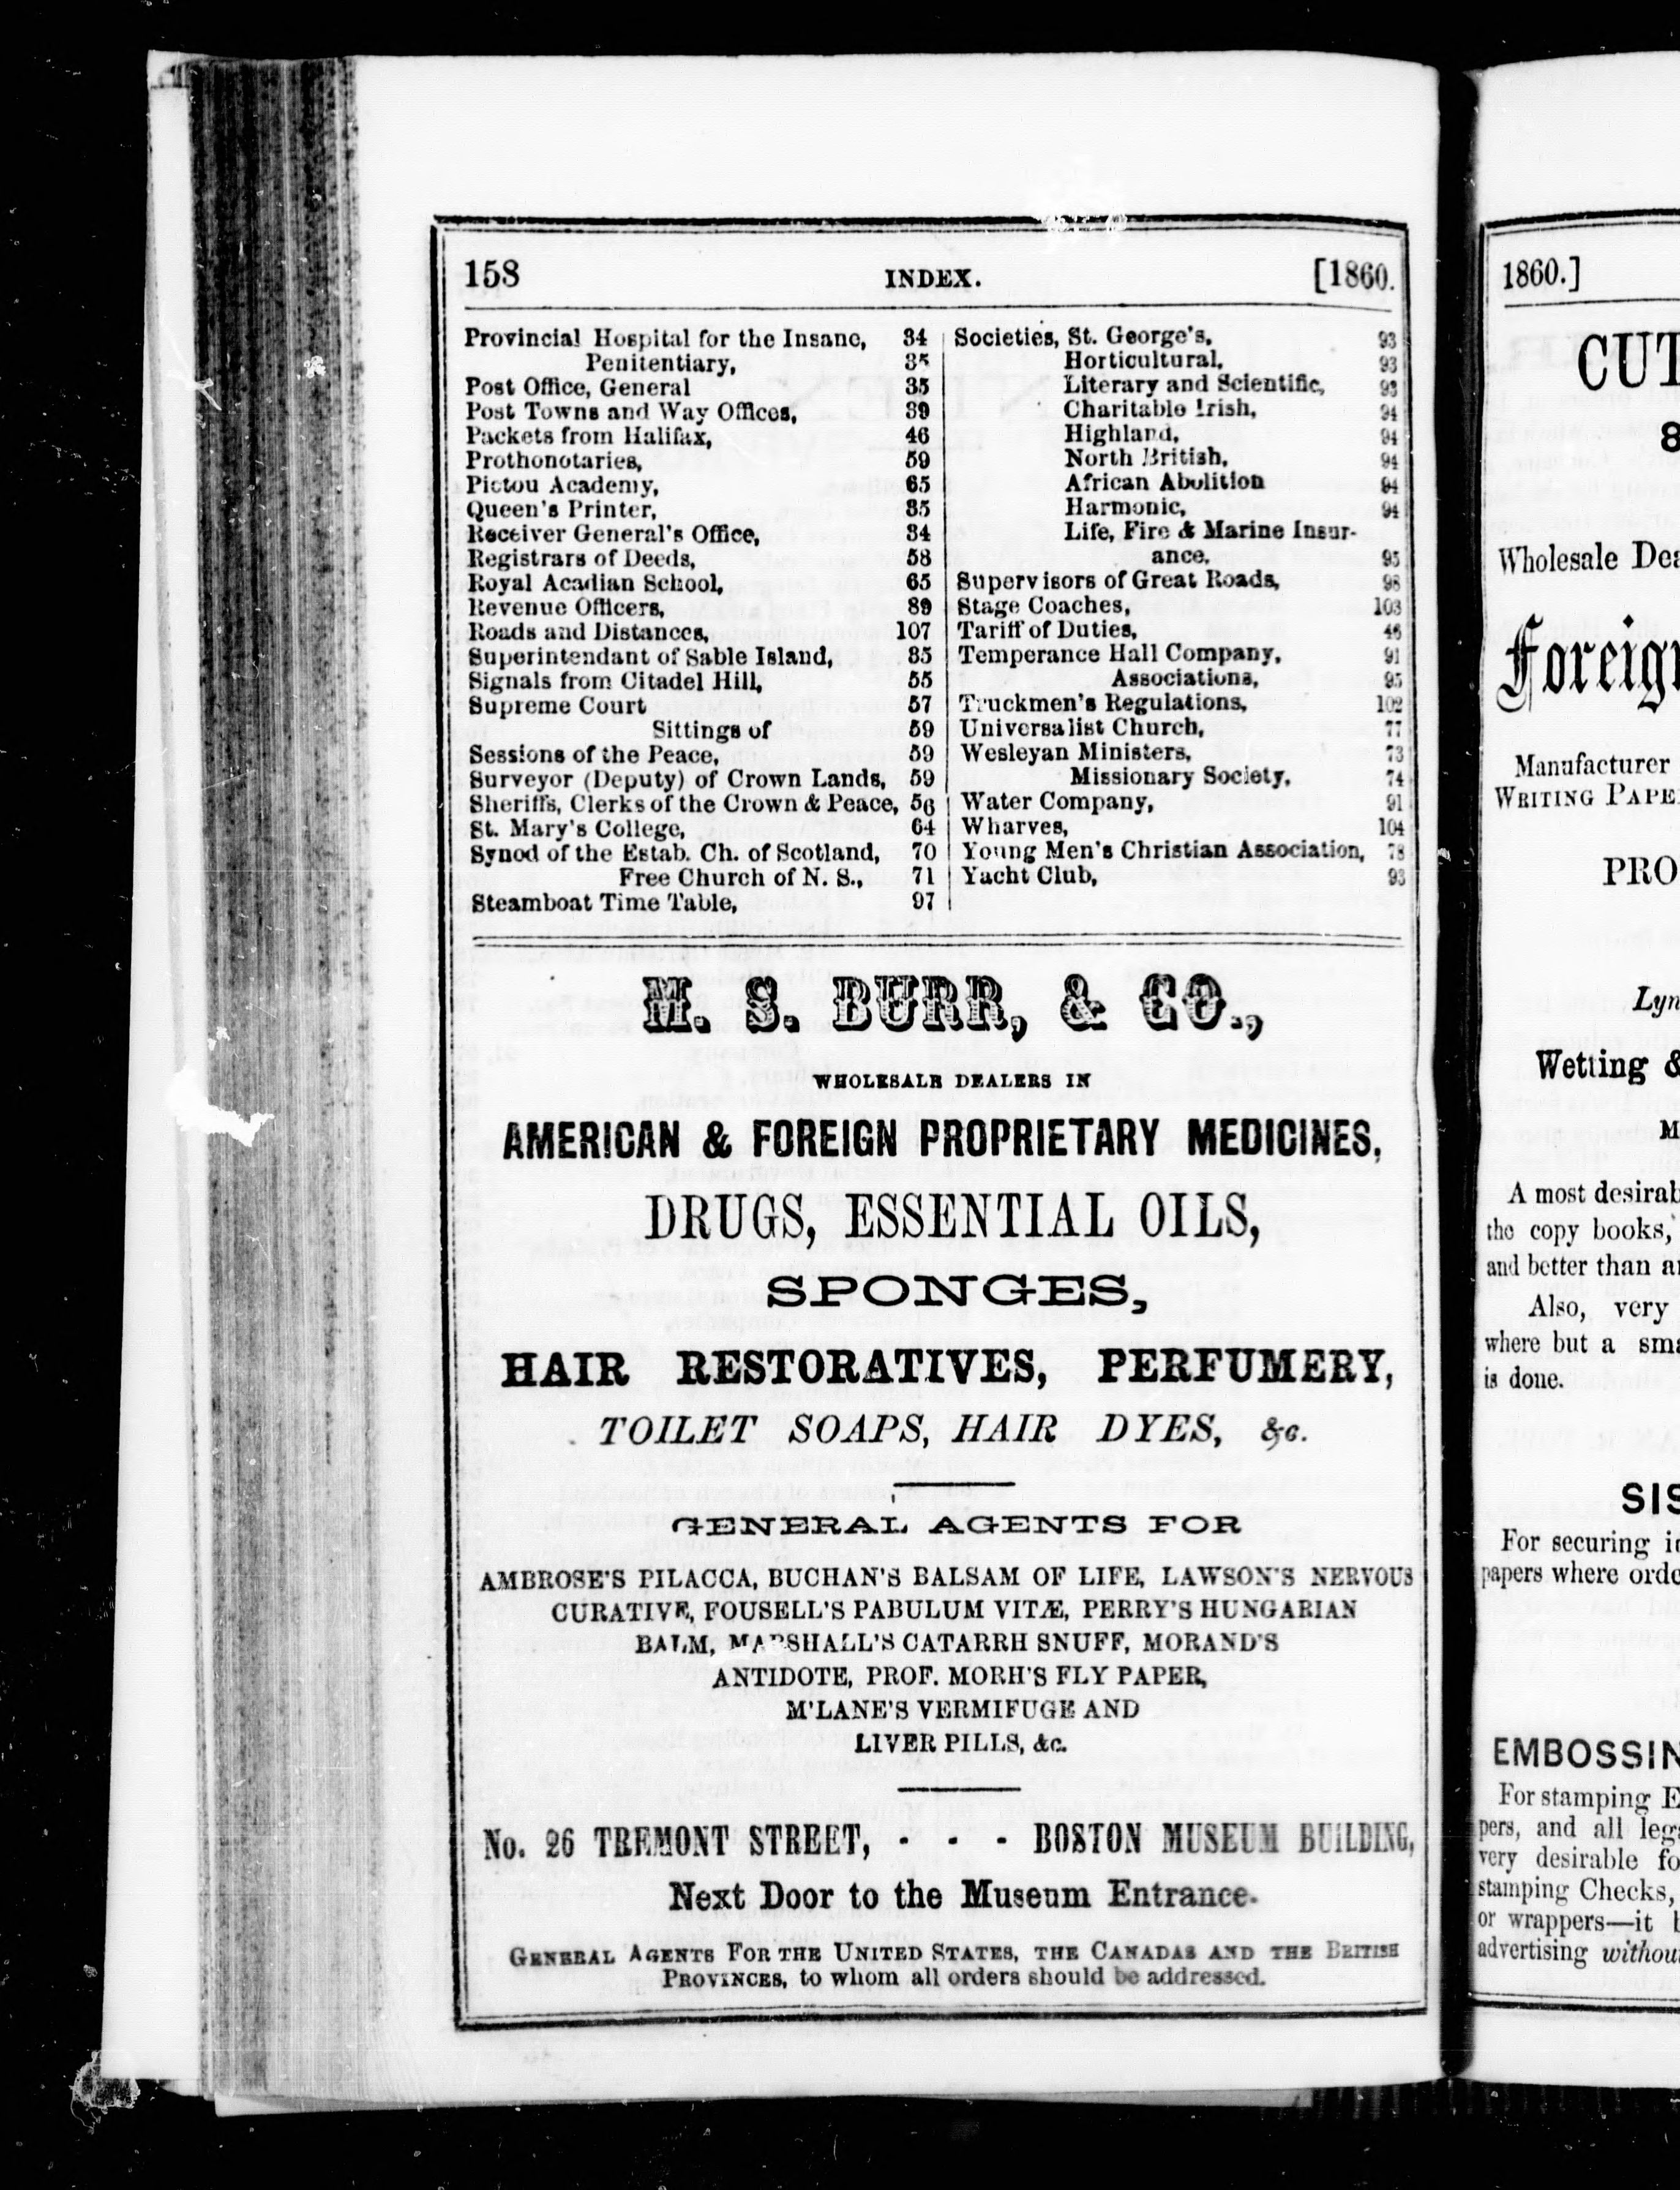 158 INDEX. [1860.
Provincial Hospital for the Insane, 34
Penitentiary, 35
Post Office, General 35
Post Towns and Way Offices, 39
Packets from Halifax, 46
Prothonotaries, 59
Pictou Academy, 65
Queen's Printer, 35
Receiver General's Office, 34
Registrars of Deeds, 58
Royal Acadian School, 65
Revenue Officers, 89
Roads and Distances, 107
Superintendant of Sable Island, 35
Signals from Citadel Hill, 55
Supreme Court 57
Sittings of 59
Sessions of the Peace, 59
Surveyor (Deputy) of Crown Lands, 59
Sheriffs, Clerks of the Crown & Peace, 56
St. Mary's College, 64
Synod of the Estab. Ch. of Scotland, 70
Free Church of N. S., 71
Steamboat Time Table, 97
Societies, St. George's, 93
Horticultural, 93
Literary and Scientific, 93
Charitable Irish, 94
Highland, 94
North British, 94
African Abolition 94
Harmonic, 94
Life, Fire & Marine Insur-
ance, 95
Supervisors of Great Roads, 98
Stage Coaches, 103
Tariff of Duties, 46
Temperance Hall Company, 91
Associations, 95
Truckmen's Regulations, 102
Universalist Church, 77
Wesleyan Ministers, 73
Missionary Society, 74
Water Company, 91
Wharves, 104
Young Men's Christian Association, 78
Yacht Club, 93
M. S. BURR, & CO.,
WHOLESALE DEALERS IN
AMERICAN & FOREIGN PROPRIETARY MEDICINES,
DRUGS, ESSENTIAL OILS,
SPONGES,
HAIR RESTORATIVES, PERFUMERY,
TOILET SOAPS, HAIR DYES, &c.
GENERAL AGENTS FOR
AMBROSE'S PILACCA, BUCHAN'S BALSAM OF LIFE, LAWSON'S NERVOUS
CURATIVE, FOUSELL'S PABULUM VITÆ, PERRY'S HUNGARIAN
BALM, MARSHALL'S CATARRH SNUFF, MORAND'S
ANTIDOTE, PROF. MORH'S FLY PAPER,
M'LANE'S VERMIFUGE AND
LIVER PILLS, &c.
No. 26 TREMONT STREET, - - - BOSTON MUSEUM BUILDING,
Next Door to the Museum Entrance.
GENERAL AGENTS FOR THE UNITED STATES, THE CANADAS AND THE BRITISH
PROVINCES, to whom all orders should be addressed.
1860.]
CUT
8
Wholesale Dea
Foreign
Manufacturer
WRITING PAPE
PRO
Lyn
Wetting &
M
A most desirab
the copy books,
and better than a
Also, very
where but a sma
is done.
SIS
For securing i
papers where orde
EMBOSSIN
For stamping E
pers, and all lega
very desirable fo
stamping Checks,
or wrappers—it b
advertising without